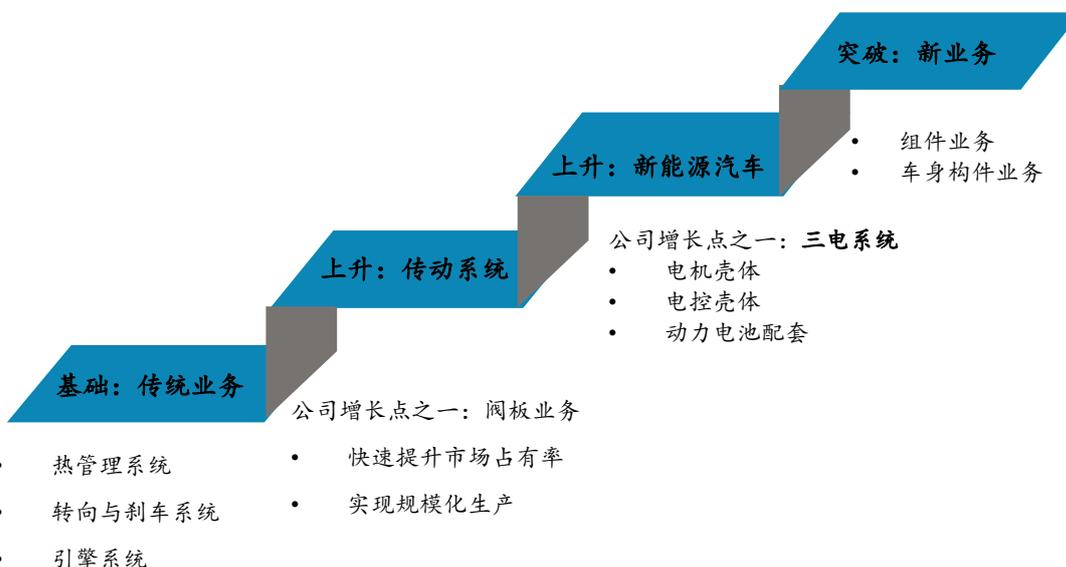 突破：新业务
• 组件业务
• 车身构件业务
上升：新能源汽车
公司增长点之一：三电系统
• 电机壳体
• 电控壳体
• 动力电池配套
上升：传动系统
公司增长点之一：阀板业务
• 快速提升市场占有率
• 实现规模化生产
基础：传统业务
• 热管理系统
• 转向与刹车系统
• 引擎系统